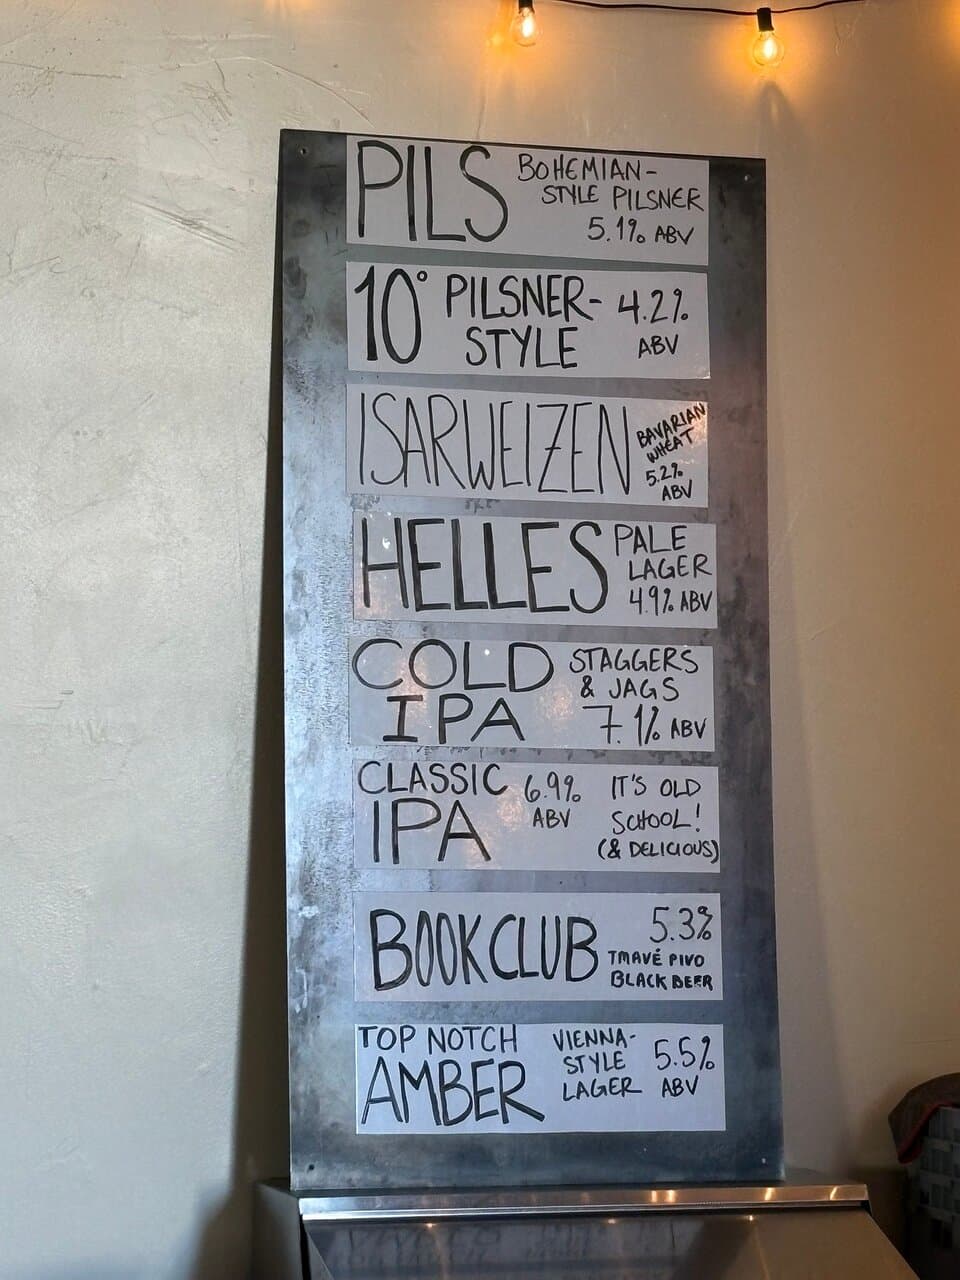 PILS
BOHEMIAN-
STYLE PILSNER
5.1% ABV
10° PILSNER-
STYLE
4.2%
ABV
ISARWEIZEN
BAVARIAN
WHEAT
5.2%
ABV
HELLES
PALE
LAGER
4.9% ABV
COLD
IPA
STAGGERS
& JAGS
7.1% ABV
CLASSIC
IPA
6.9%
ABV
IT'S OLD
SCHOOL!
(& DELICIOUS)
BOOK CLUB
5.3%
TMAVÉ PIVO
BLACK BEER
TOP NOTCH
AMBER
VIENNA-
STYLE
LAGER
5.5%
ABV